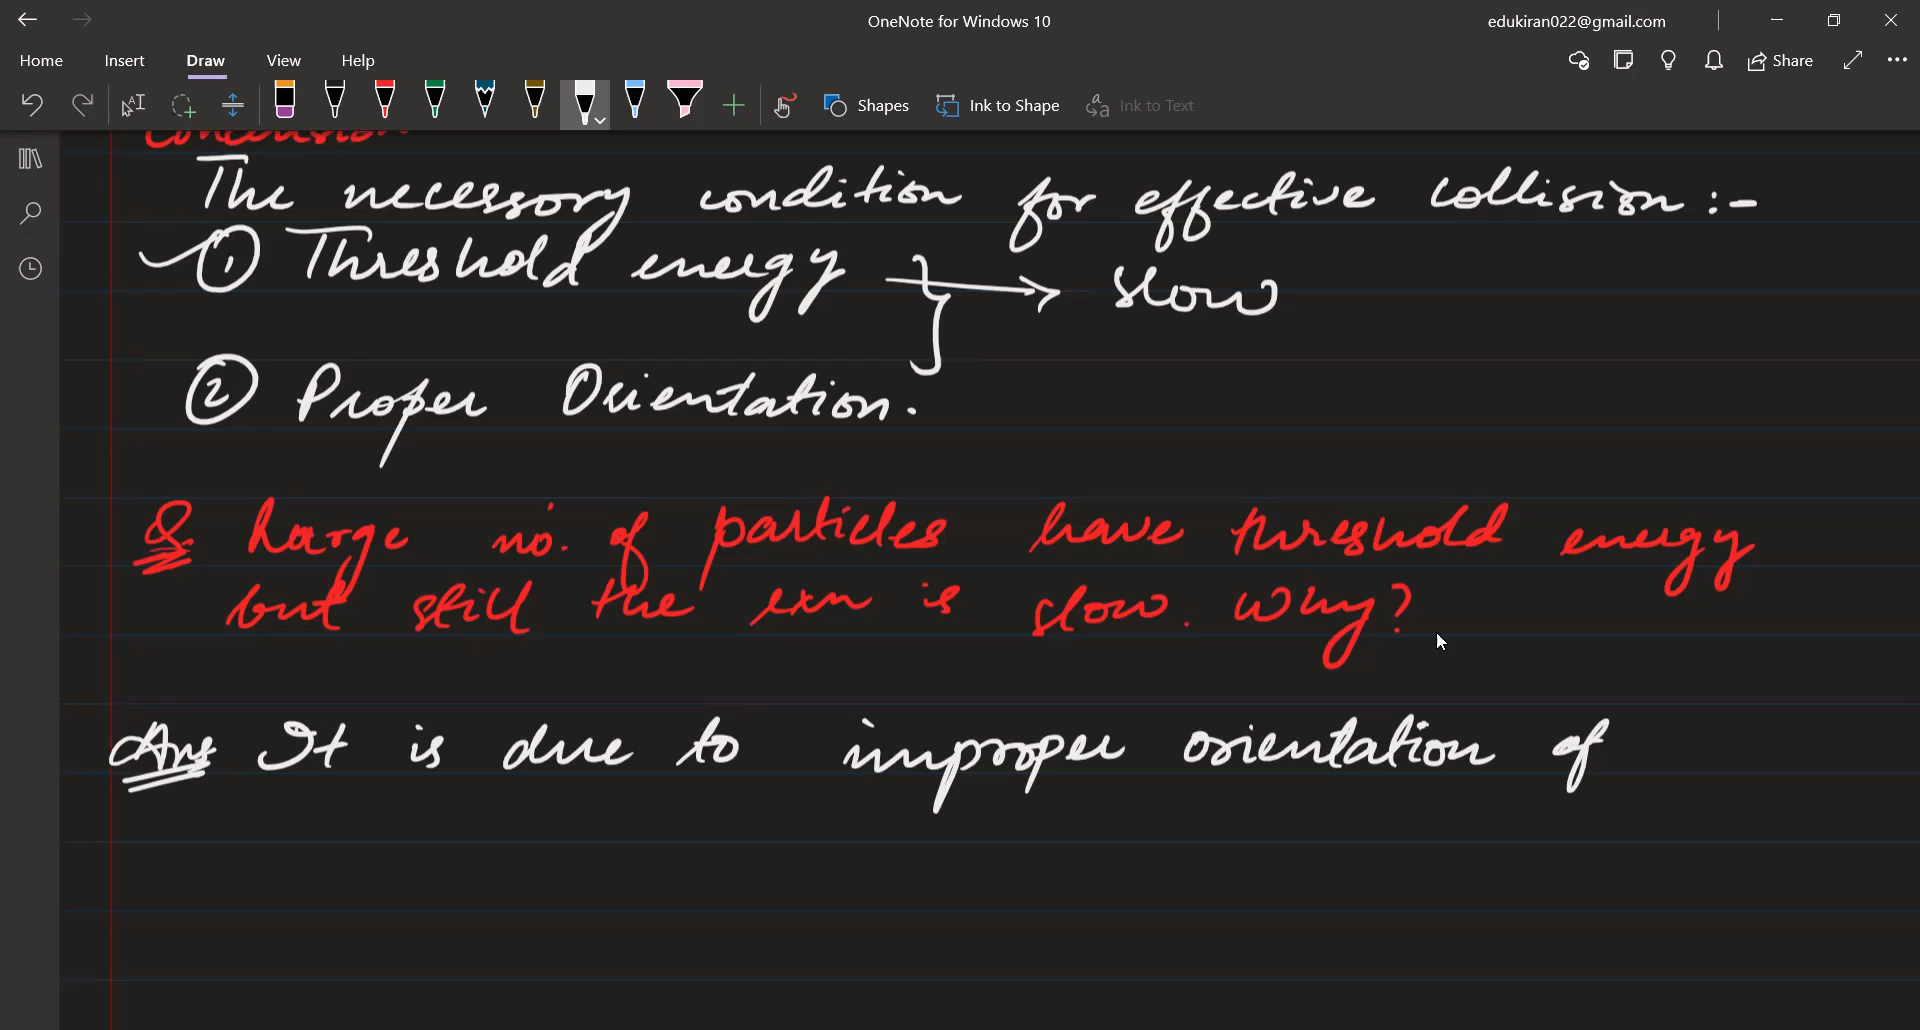 OneNote for Windows 10
edukiran022@gmail.com
Home Insert Draw View Help
Share
Shapes
Ink to Shape
Ink to Text
Conclusion
The necessary condition for effective collision :-
① Threshold energy } → slow
② Proper Orientation.
Q. Large no. of particles have threshold energy
but still the rxn is slow. Why?
Ans It is due to improper orientation of